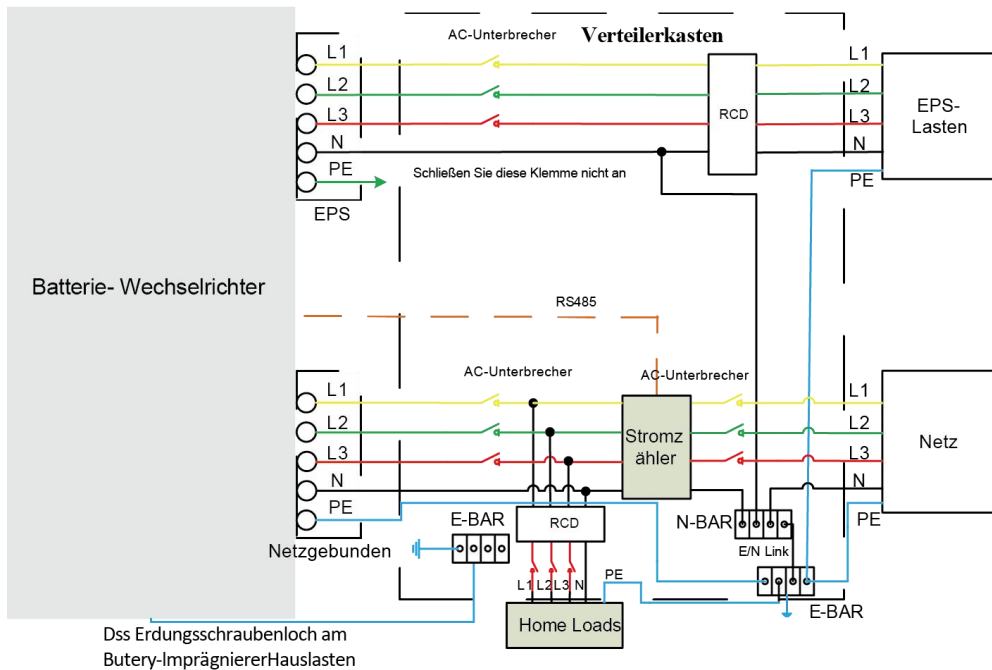 Verteilerkasten
AC-Unterbrecher
L1
L2
L3
N
PE
EPS
Schließen Sie diese Klemme nicht an
RCD
L1
L2
L3
N
PE
EPS-
Lasten
Batterie- Wechselrichter
RS485
AC-Unterbrecher
AC-Unterbrecher
L1
L2
L3
N
PE
Netzgebunden
Stromz
ähler
L1
L2
L3
N
PE
Netz
E-BAR
RCD
N-BAR
E/N Link
L1
L2
L3
N
PE
E-BAR
Home Loads
Dss Erdungsschraubenloch am
Butery-ImprägniererHauslasten